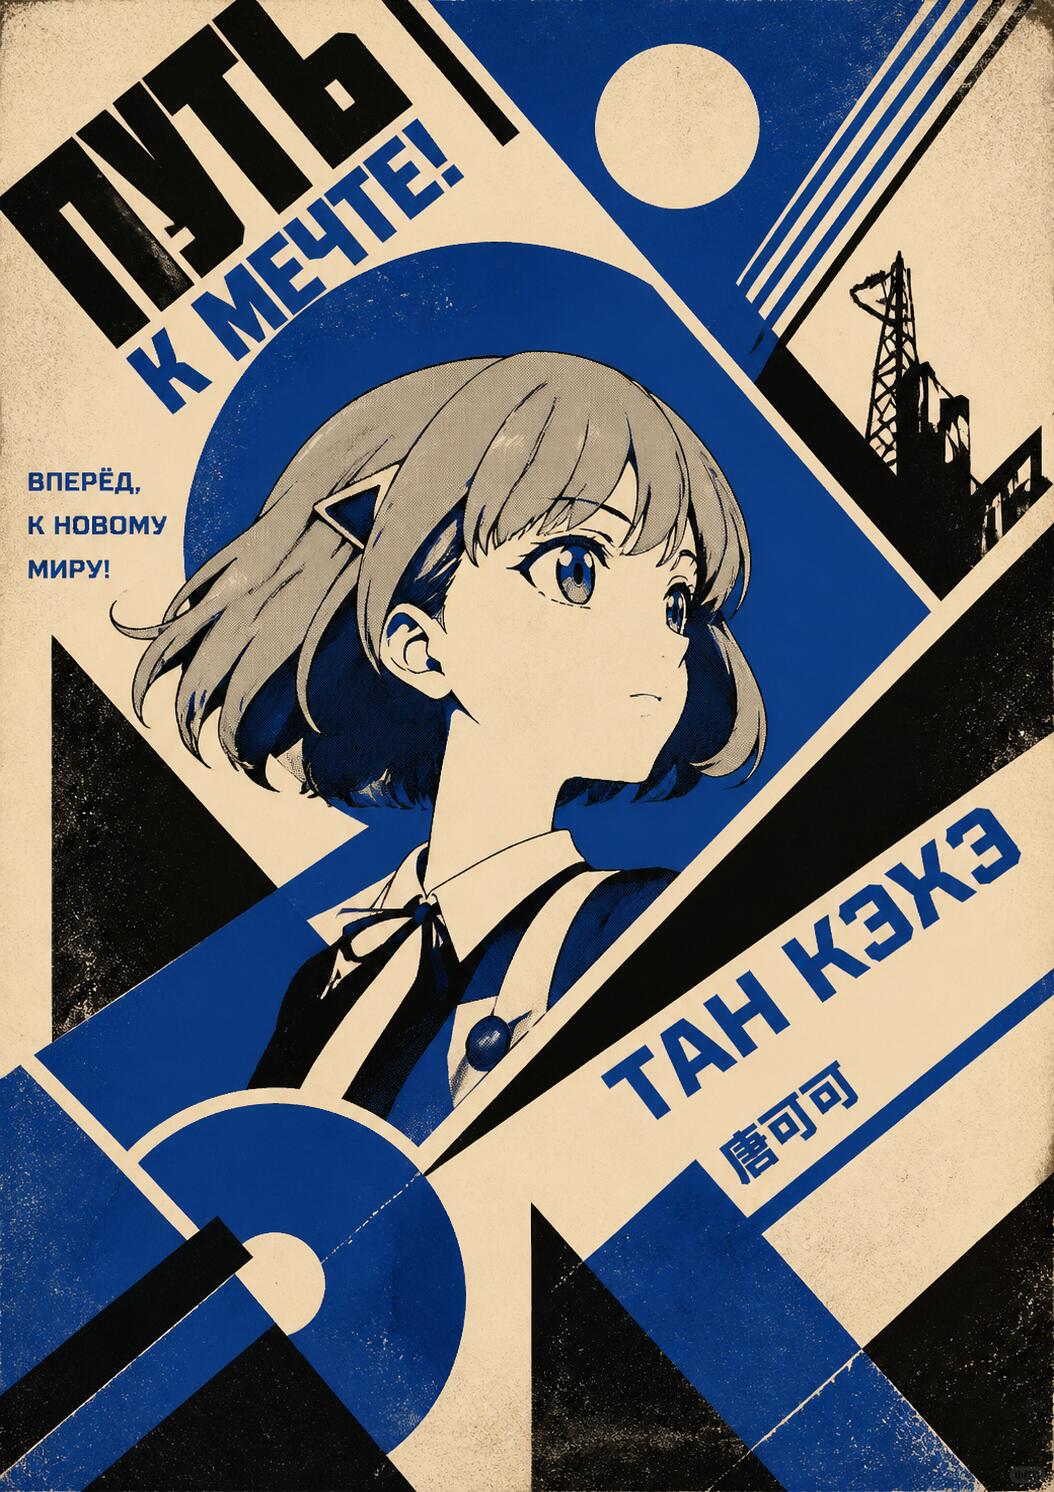 ПУТЬ
К МЕЧТЕ!
ВПЕРЁД,
К НОВОМУ
МИРУ!
ТАН КЭКЭ
唐可可